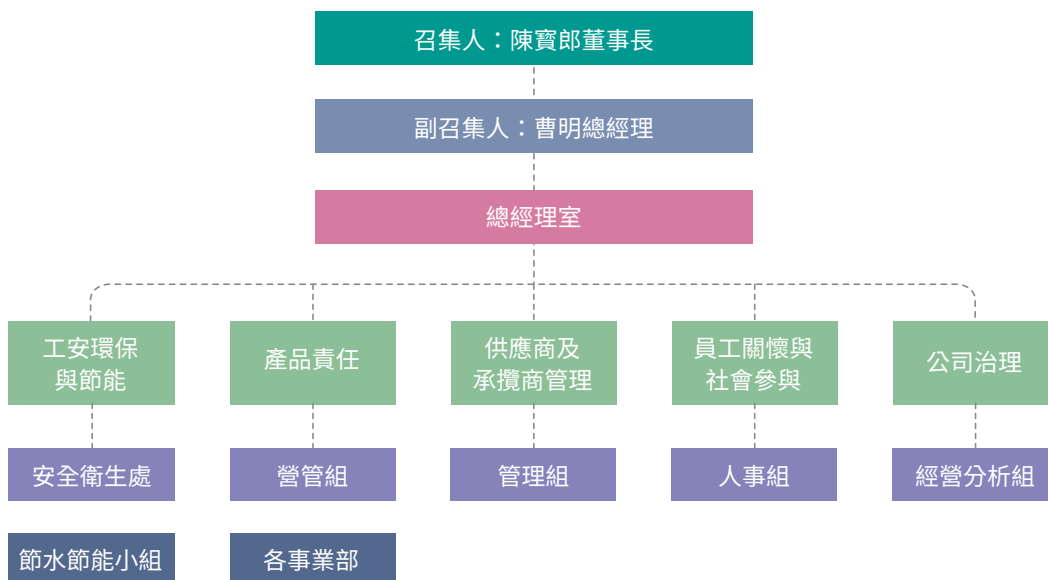 召集人：陳寶郎董事長
副召集人：曹明總經理
總經理室
工安環保
與節能
產品責任
供應商及
承攬商管理
員工關懷與
社會參與
公司治理
安全衛生處
營管組
管理組
人事組
經營分析組
節水節能小組
各事業部